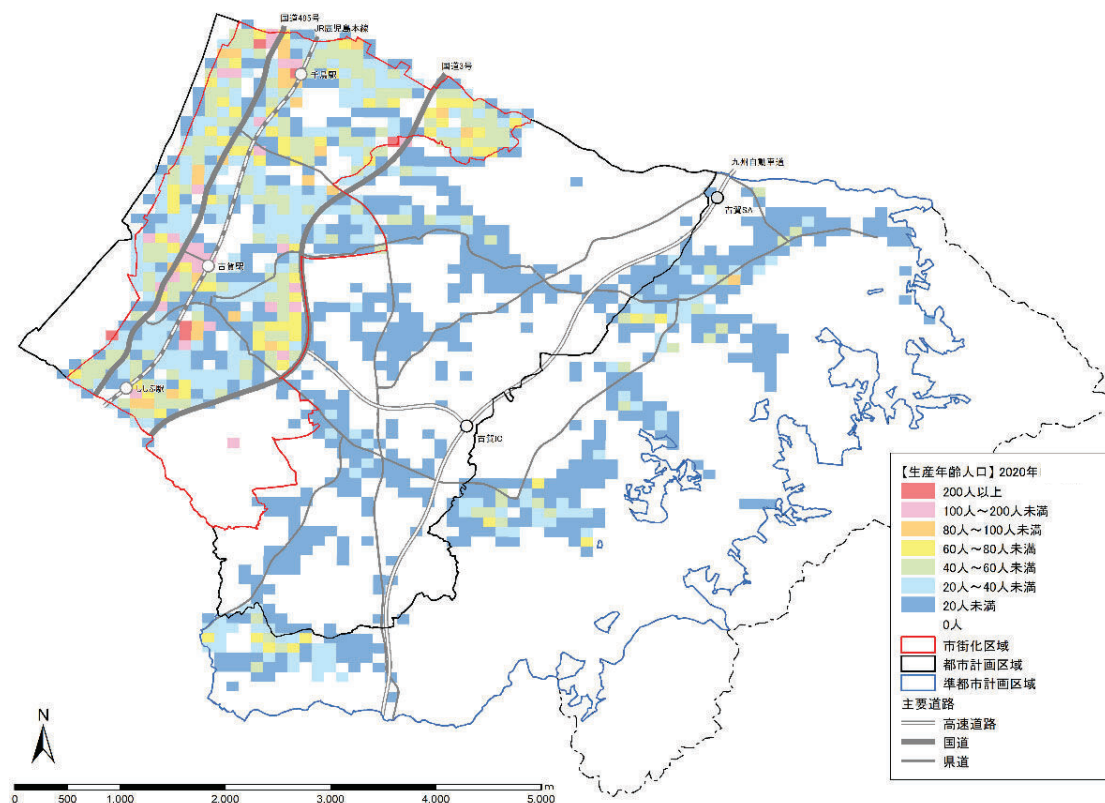 国道495号
JR鹿児島本線
千鳥駅
国道3号
九州自動車道
古賀SA
古賀駅
ししぶ駅
古賀IC
【生産年齢人口】2020年
200人以上
100人～200人未満
80人～100人未満
60人～80人未満
40人～60人未満
20人～40人未満
20人未満
0人
市街化区域
都市計画区域
準都市計画区域
主要道路
高速道路
国道
県道
N
0 500 1.000 2.000 3.000 4.000 5.000 m